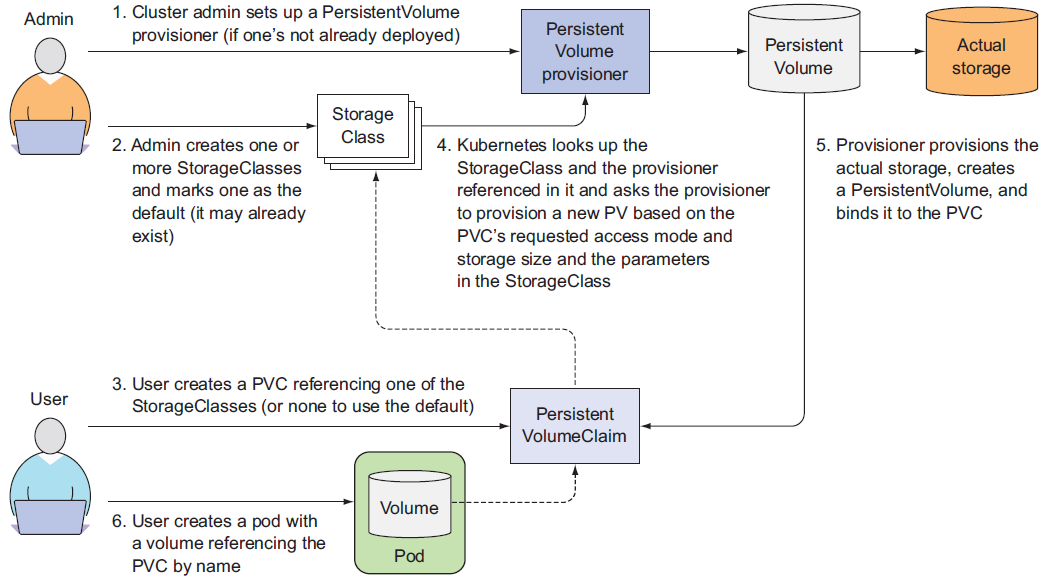 Admin
1. Cluster admin sets up a PersistentVolume
provisioner (if one's not already deployed)
Persistent
Volume
provisioner
Persistent
Volume
Actual
storage
Storage
Class
2. Admin creates one or
more StorageClasses
and marks one as the
default (it may already
exist)
4. Kubernetes looks up the
StorageClass and the provisioner
referenced in it and asks the provisioner
to provision a new PV based on the
PVC's requested access mode and
storage size and the parameters
in the StorageClass
5. Provisioner provisions the
actual storage, creates
a PersistentVolume, and
binds it to the PVC
User
3. User creates a PVC referencing one of the
StorageClasses (or none to use the default)
Persistent
VolumeClaim
Volume
Pod
6. User creates a pod with
a volume referencing the
PVC by name